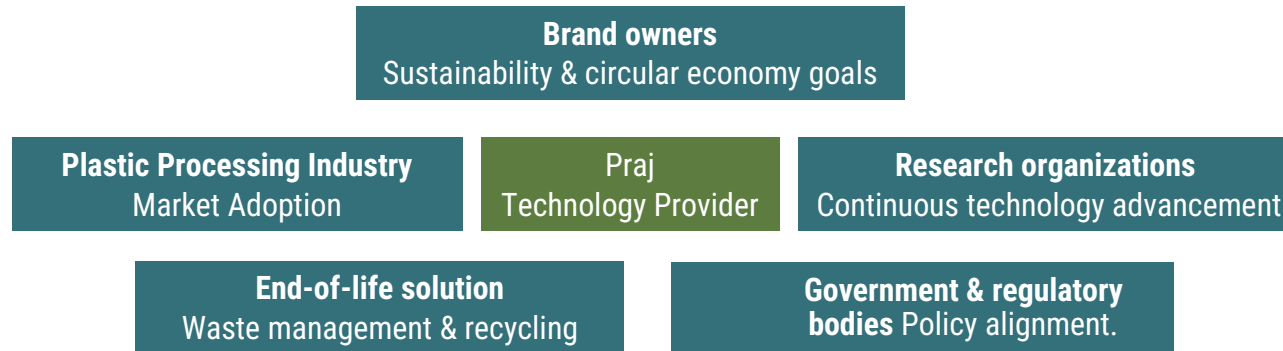 Brand owners
Sustainability & circular economy goals
Plastic Processing Industry
Market Adoption
Praj
Technology Provider
Research organizations
Continuous technology advancement
End-of-life solution
Waste management & recycling
Government & regulatory
bodies Policy alignment.